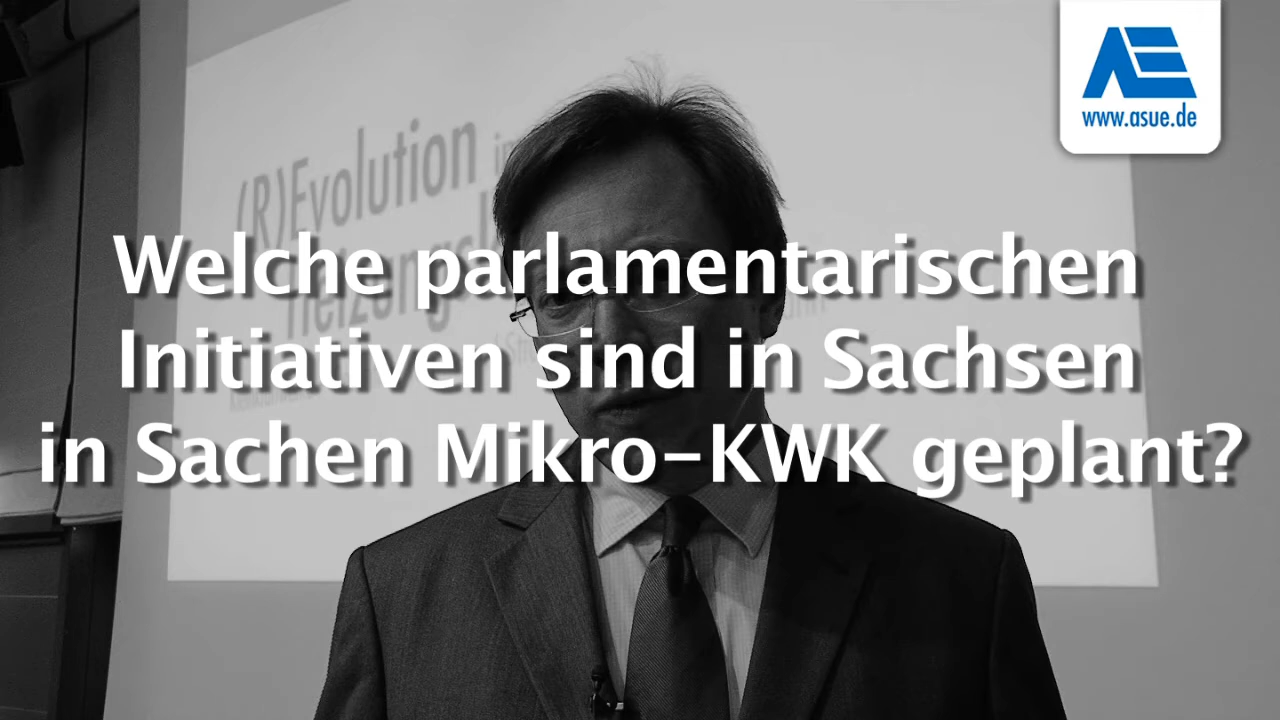 www.asue.de
(R)Evolution
Welche parlamentarischen
Initiativen sind in Sachsen
in Sachen Mikro-KWK geplant?